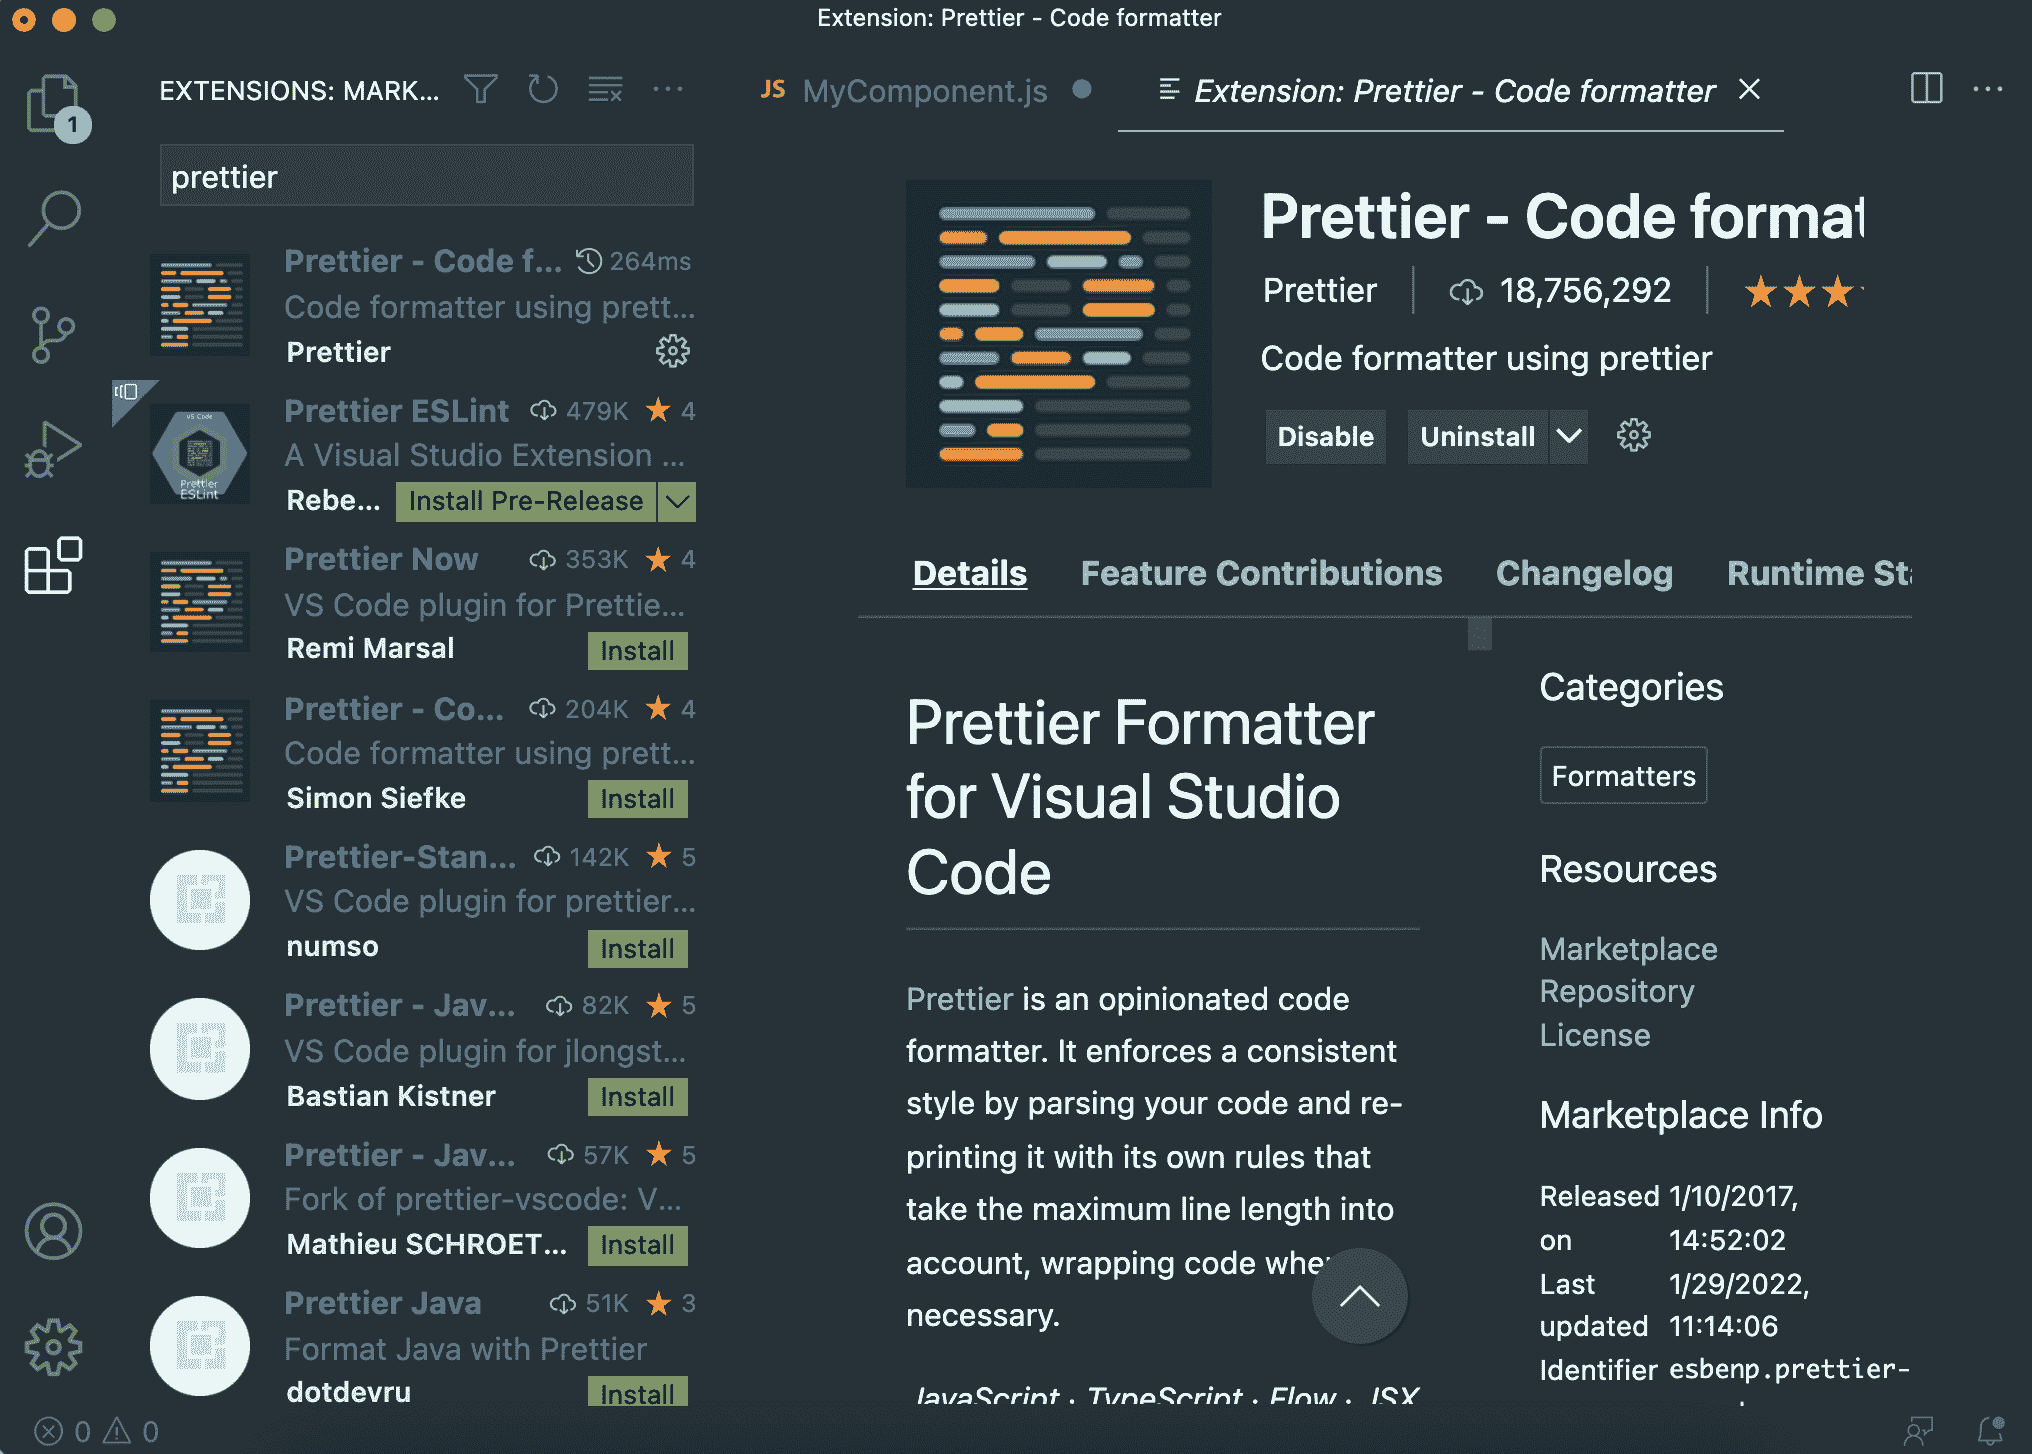 Extension: Prettier - Code formatter
1
EXTENSIONS: MARK...
prettier
Prettier - Code f... 264ms
Code formatter using prett...
Prettier
VS Code
Prettier
ESLint
Prettier ESLint 479K ★ 4
A Visual Studio Extension ...
Rebe... Install Pre-Release
Prettier Now 353K ★ 4
VS Code plugin for Prettie...
Remi Marsal Install
Prettier - Co... 204K ★ 4
Code formatter using prett...
Simon Siefke Install
Prettier-Stan... 142K ★ 5
VS Code plugin for prettier...
numso Install
Prettier - Jav... 82K ★ 5
VS Code plugin for jlongst...
Bastian Kistner Install
Prettier - Jav... 57K ★ 5
Fork of prettier-vscode: V...
Mathieu SCHROET... Install
Prettier Java 51K ★ 3
Format Java with Prettier
dotdevru Install
JS MyComponent.js ● Extension: Prettier - Code formatter
Prettier - Code format
Prettier | 18,756,292 | ★★★
Code formatter using prettier
Disable Uninstall
Details Feature Contributions Changelog Runtime Sta
Prettier Formatter
for Visual Studio
Code
Prettier is an opinionated code
formatter. It enforces a consistent
style by parsing your code and re-
printing it with its own rules that
take the maximum line length into
account, wrapping code when
necessary.
JavaScript · TypeScript · Flow · JSX
Categories
Formatters
Resources
Marketplace
Repository
License
Marketplace Info
Released 1/10/2017,
on 14:52:02
Last 1/29/2022,
updated 11:14:06
Identifier esbenp.prettier-
0 0